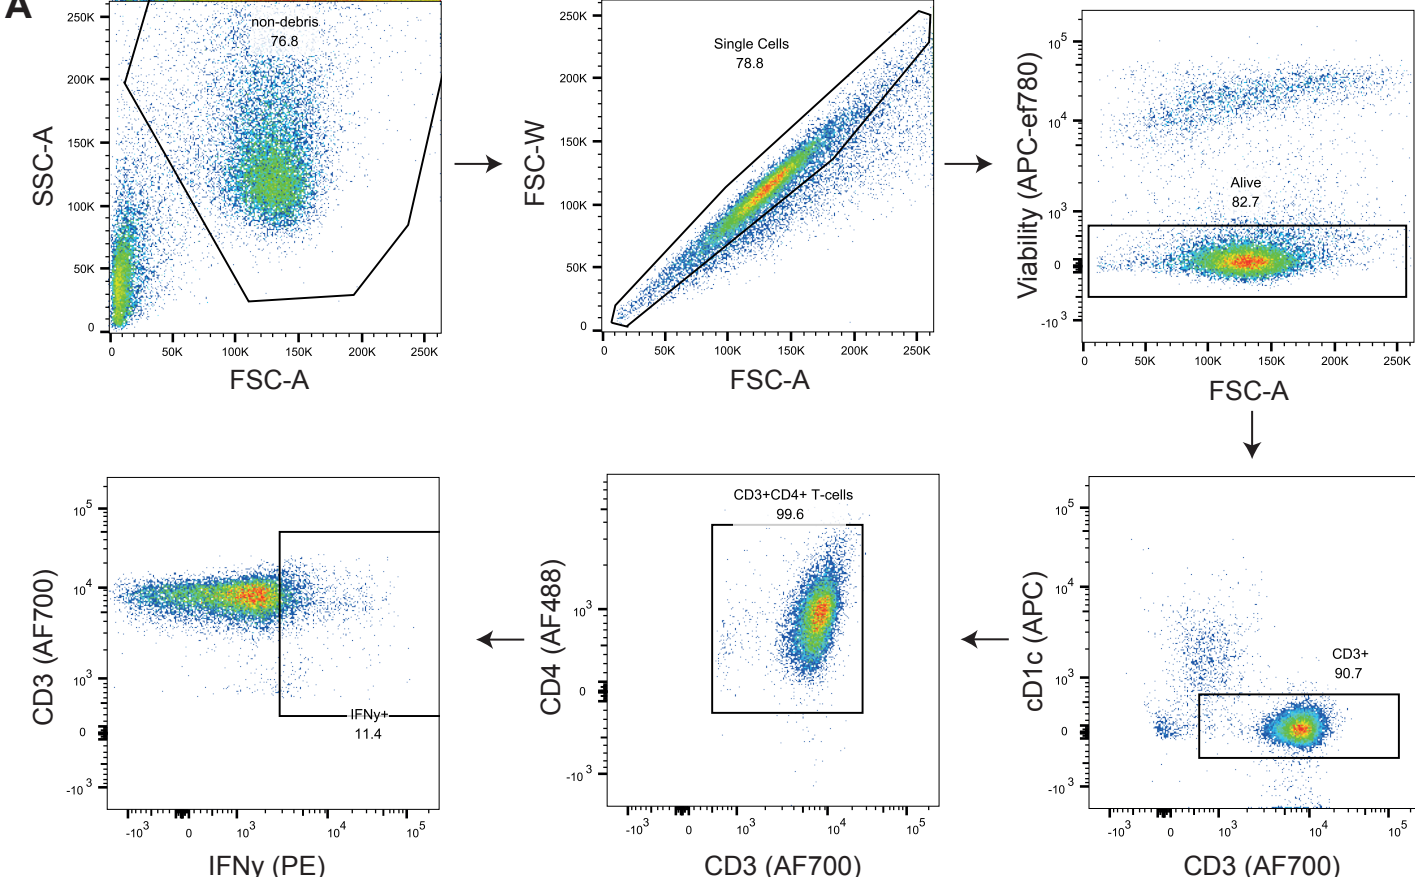 A
non-debris
76.8
250K
200K
150K
100K
50K
0
SSC-A
0 50K 100K 150K 200K 250K
FSC-A
Single Cells
78.8
250K
200K
150K
100K
50K
0
FSC-W
0 50K 100K 150K 200K 250K
FSC-A
Alive
82.7
10 5
10 4
10 3
0
-10 3
Viability (APC-ef780)
0 50K 100K 150K 200K 250K
FSC-A
IFNy+
11.4
10 5
10 4
10 3
0
-10 3
CD3 (AF700)
-10 3 0 10 3 10 4 10 5
IFNγ (PE)
CD3+CD4+ T-cells
99.6
10 3
0
-10 3
CD4 (AF488)
-10 3 0 10 3 10 4 10 5
CD3 (AF700)
CD3+
90.7
10 5
10 4
10 3
0
-10 3
cD1c (APC)
-10 3 0 10 3 10 4 10 5
CD3 (AF700)